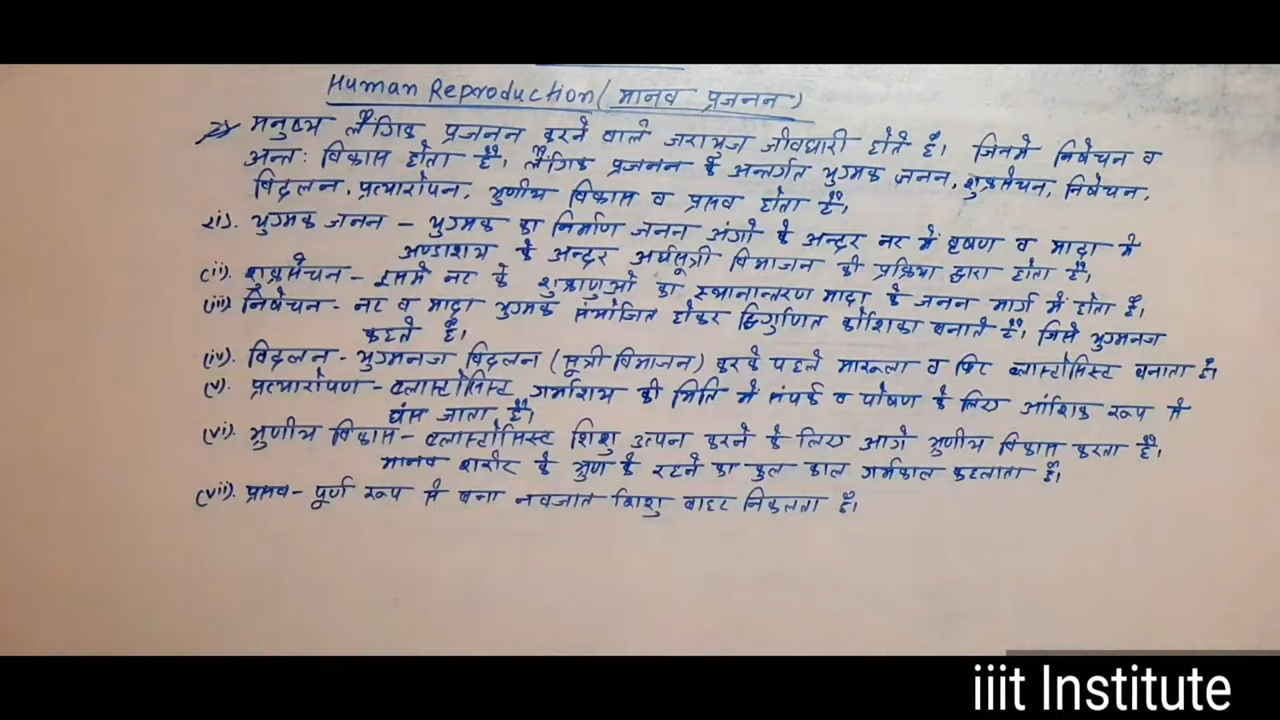 Human Reproduction (मानव प्रजनन)
=> मनुष्य लैंगिक प्रजनन करने वाले जरायुज जीवधारी होते हैं। जिनमे निषेचन व
अन्त: विकास होता है। लैंगिक प्रजनन के अन्तर्गत युग्मक जनन, शुक्रसेचन, निषेचन,
विदलन, प्रत्यारोपन, भ्रुणीय विकास व प्रसव होता है।
(i). युग्मक जनन - युग्मक का निर्माण जनन अंगो के अन्दर नर में वृषण व मादा मे
अण्डाशय के अन्दर अर्धसूत्री विभाजन की प्रक्रिया द्वारा होता है।
(ii). शुक्रसेचन - इसमे नर के शुक्राणुओ का स्थानान्तरण मादा के जनन मार्ग में होता है।
(iii) निषेचन - नर व मादा युग्मक संयोजित होकर द्विगुणित कोशिका बनाते है। जिसे युग्मनज
कहते हैं।
(iv). विदलन - युग्मनज विदलन (सूत्री विभाजन) करके पहले मारूला व फिर ब्लास्टोसिस्ट बनाता है।
(v). प्रत्यारोपण - ब्लास्टोसिस्ट गर्भाशय की भिति में संपर्क व पोषण के लिए आंशिक रूप से
धंस जाता है।
(vi). भ्रुणीय विकास - ब्लास्टोसिस्ट शिशु उत्पन करने के लिए आगे भ्रुणीय विकास करता है।
मानव शरीर के भ्रुण के रहने का कुल काल गर्भकाल कहलाता है।
(vii). प्रसव - पूर्ण रूप से बना नवजात शिशु बाहर निकलता है।
iiit Institute